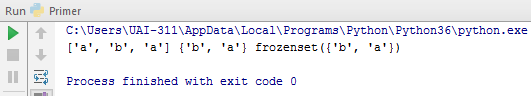 Run Primer
C:\Users\UAI-311\AppData\Local\Programs\Python\Python36\python.exe
['a', 'b', 'a'] {'b', 'a'} frozenset({'b', 'a'})
Process finished with exit code 0